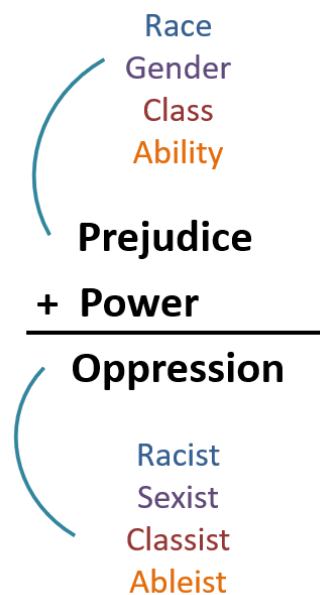 Race
Gender
Class
Ability
Prejudice
+ Power
Oppression
Racist
Sexist
Classist
Ableist